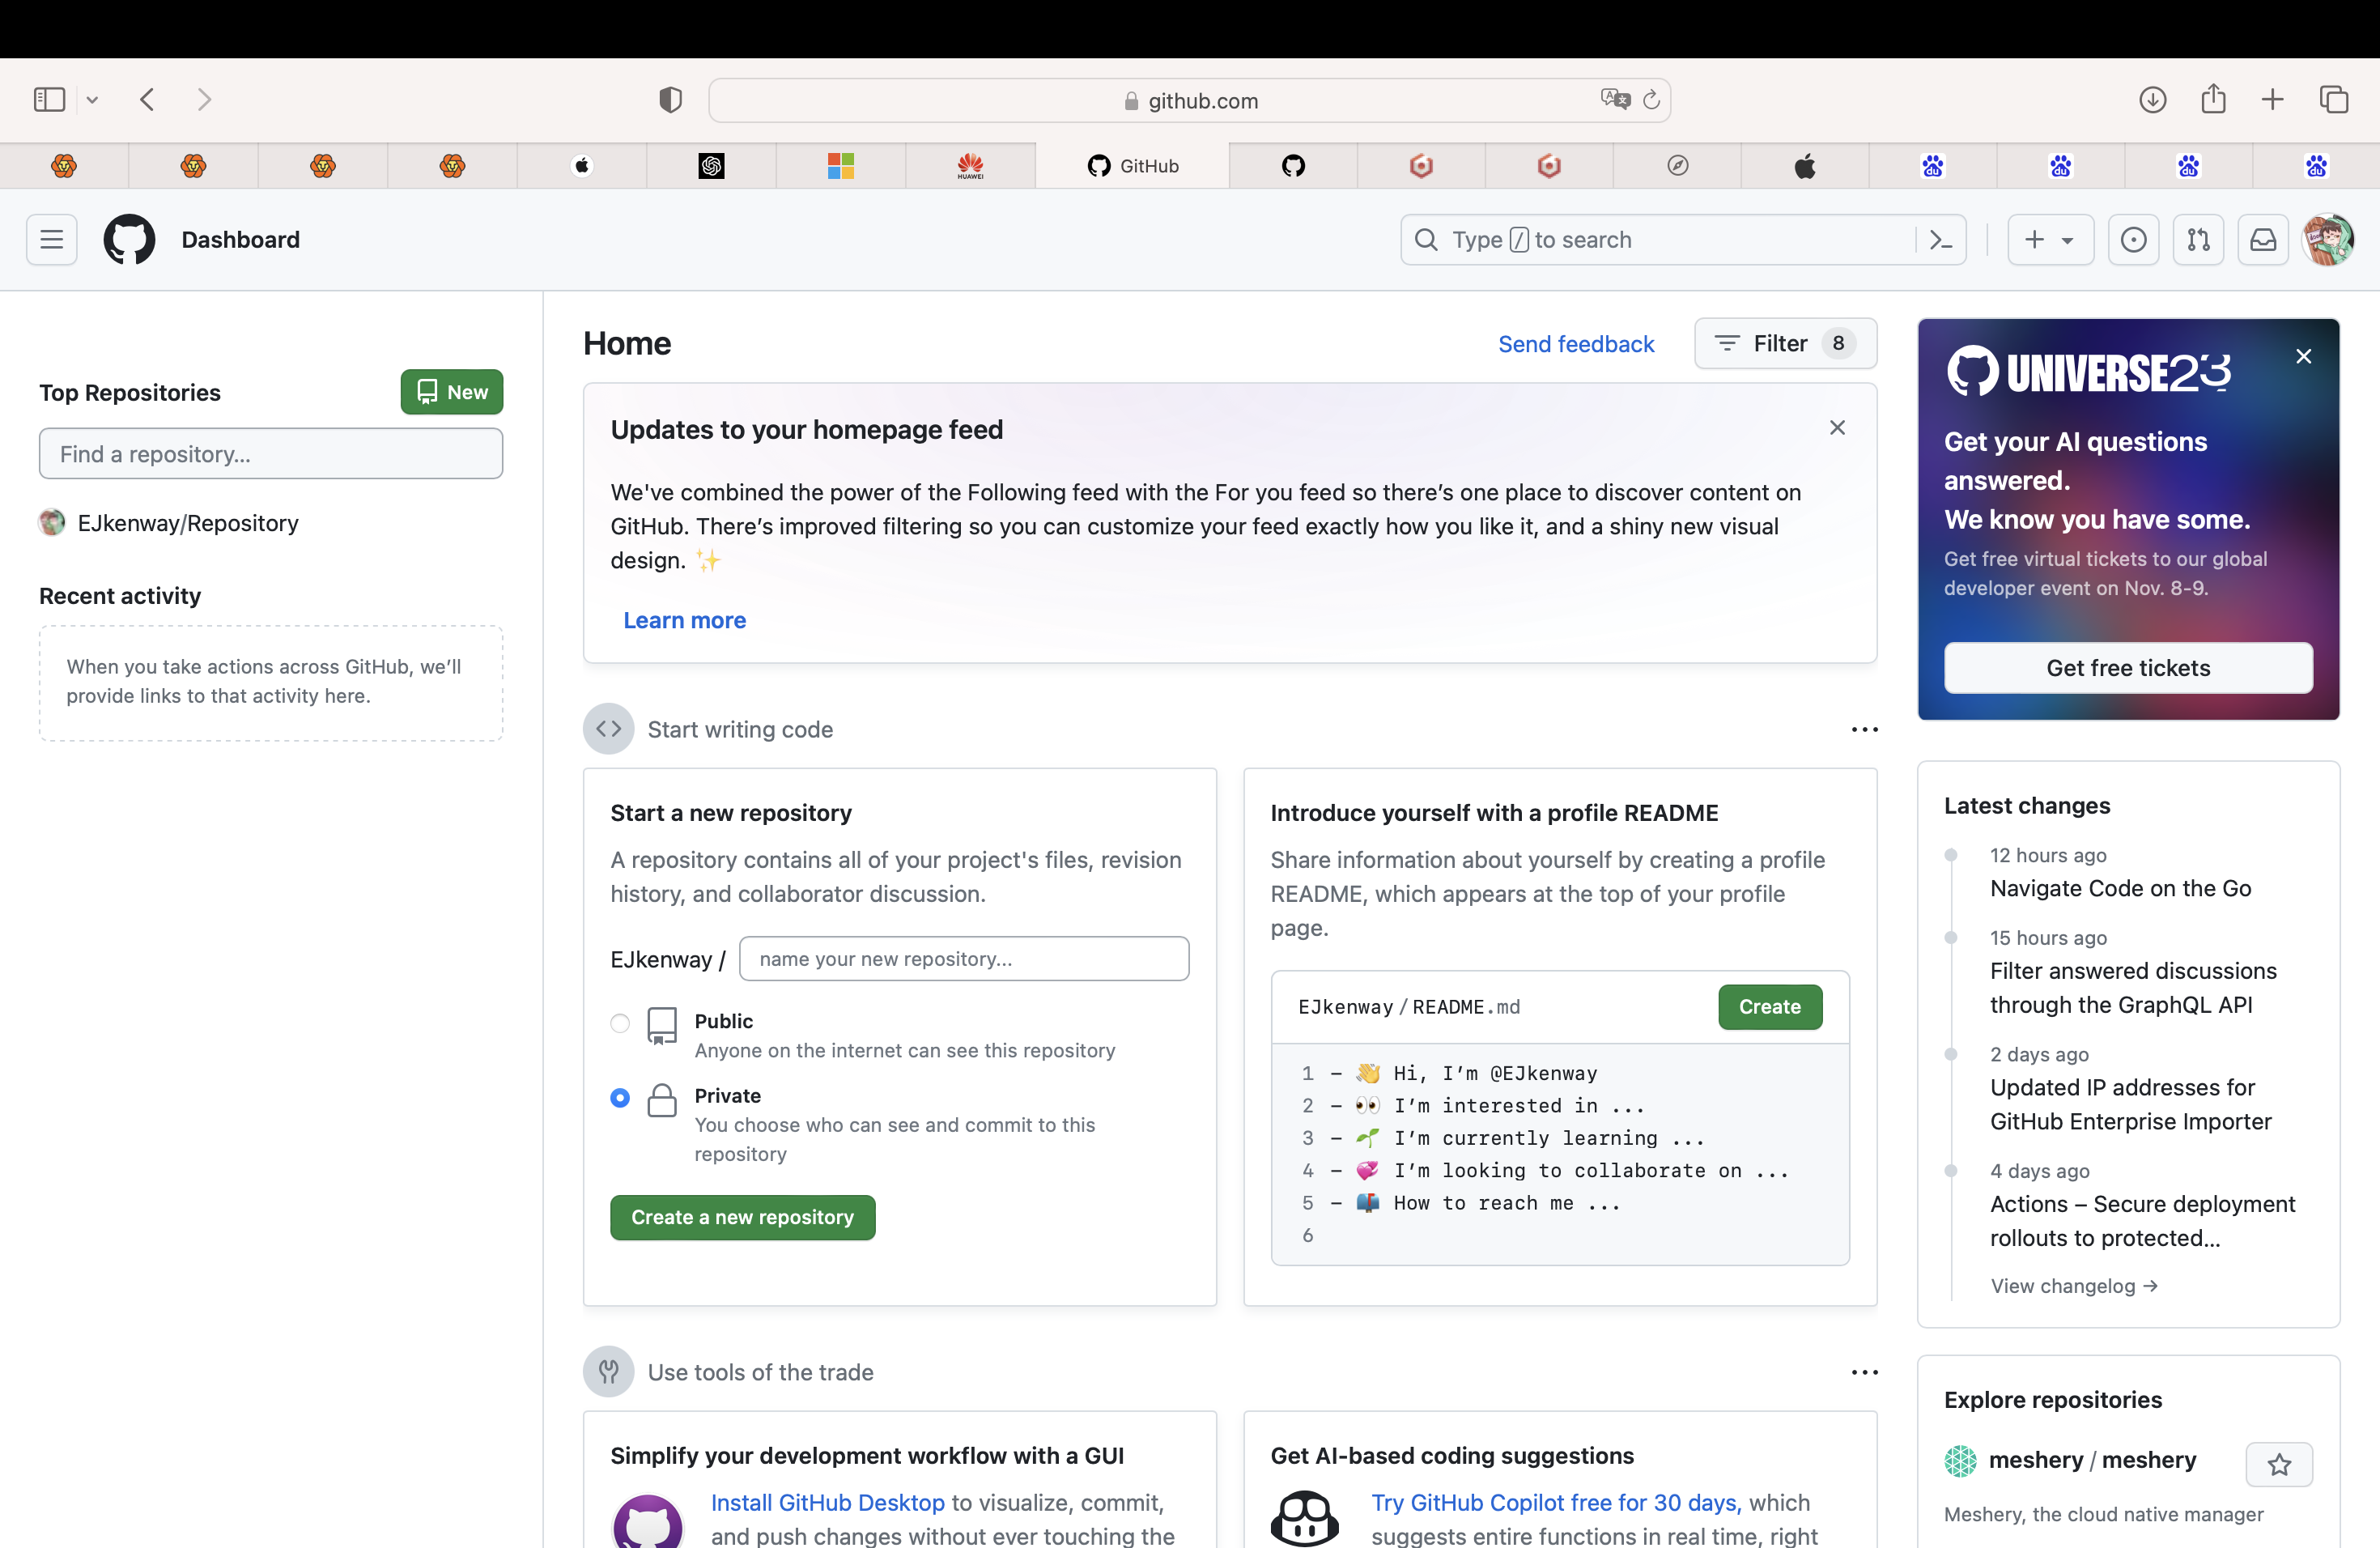 github.com
HUAWEI
GitHub
Dashboard
Type / to search
Top Repositories
New
Find a repository...
EJkenway/Repository
Recent activity
When you take actions across GitHub, we'll
provide links to that activity here.
Home
Send feedback
Filter 8
Updates to your homepage feed
We've combined the power of the Following feed with the For you feed so there's one place to discover content on
GitHub. There's improved filtering so you can customize your feed exactly how you like it, and a shiny new visual
design. ✨
Learn more
Start writing code
Start a new repository
A repository contains all of your project's files, revision
history, and collaborator discussion.
EJkenway /
name your new repository...
Public
Anyone on the internet can see this repository
Private
You choose who can see and commit to this
repository
Create a new repository
Introduce yourself with a profile README
Share information about yourself by creating a profile
README, which appears at the top of your profile
page.
EJkenway / README.md
Create
1 - 👋 Hi, I'm @EJkenway
2 - 👀 I'm interested in ...
3 - 🌱 I'm currently learning ...
4 - 💞️ I'm looking to collaborate on ...
5 - 📫 How to reach me ...
6
Use tools of the trade
Simplify your development workflow with a GUI
Install GitHub Desktop to visualize, commit,
and push changes without ever touching the
Get AI-based coding suggestions
Try GitHub Copilot free for 30 days, which
suggests entire functions in real time, right
UNIVERSE23
Get your AI questions
answered.
We know you have some.
Get free virtual tickets to our global
developer event on Nov. 8-9.
Get free tickets
Latest changes
12 hours ago
Navigate Code on the Go
15 hours ago
Filter answered discussions
through the GraphQL API
2 days ago
Updated IP addresses for
GitHub Enterprise Importer
4 days ago
Actions – Secure deployment
rollouts to protected...
View changelog →
Explore repositories
meshery / meshery
Meshery, the cloud native manager